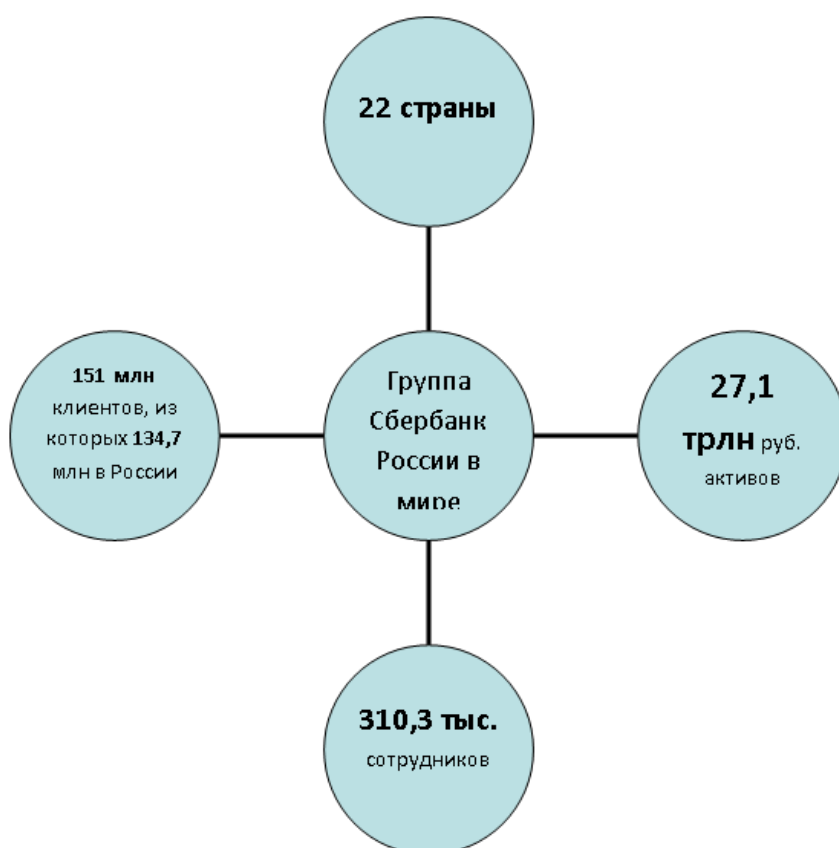 22 страны
151 млн
клиентов, из
которых 134,7
млн в России
Группа
Сбербанк
России в
мире
27,1
трлн руб.
активов
310,3 тыс.
сотрудников